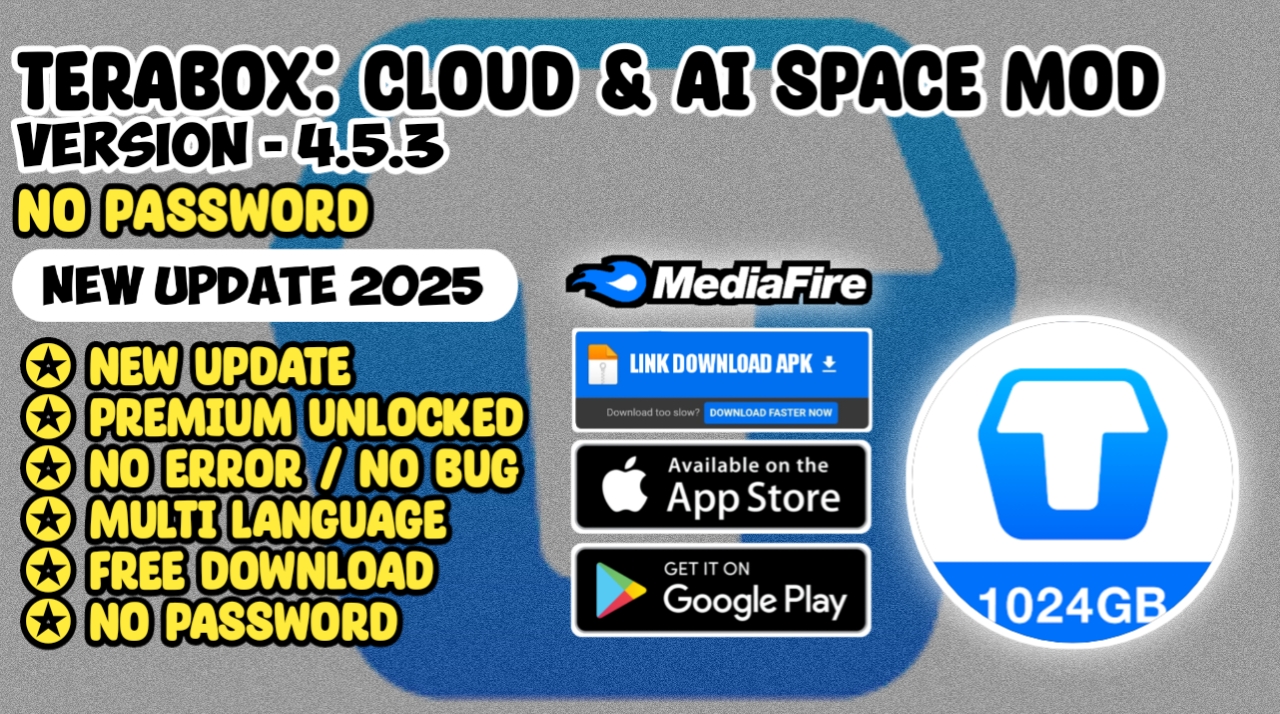 TERABOX: CLOUD & AI SPACE MOD
VERSION - 4.5.3
NO PASSWORD
NEW UPDATE 2025
NEW UPDATE
PREMIUM UNLOCKED
NO ERROR / NO BUG
MULTI LANGUAGE
FREE DOWNLOAD
NO PASSWORD
MediaFire
LINK DOWNLOAD APK
Download too slow? DOWNLOAD FASTER NOW
Available on the
App Store
GET IT ON
Google Play
1024GB